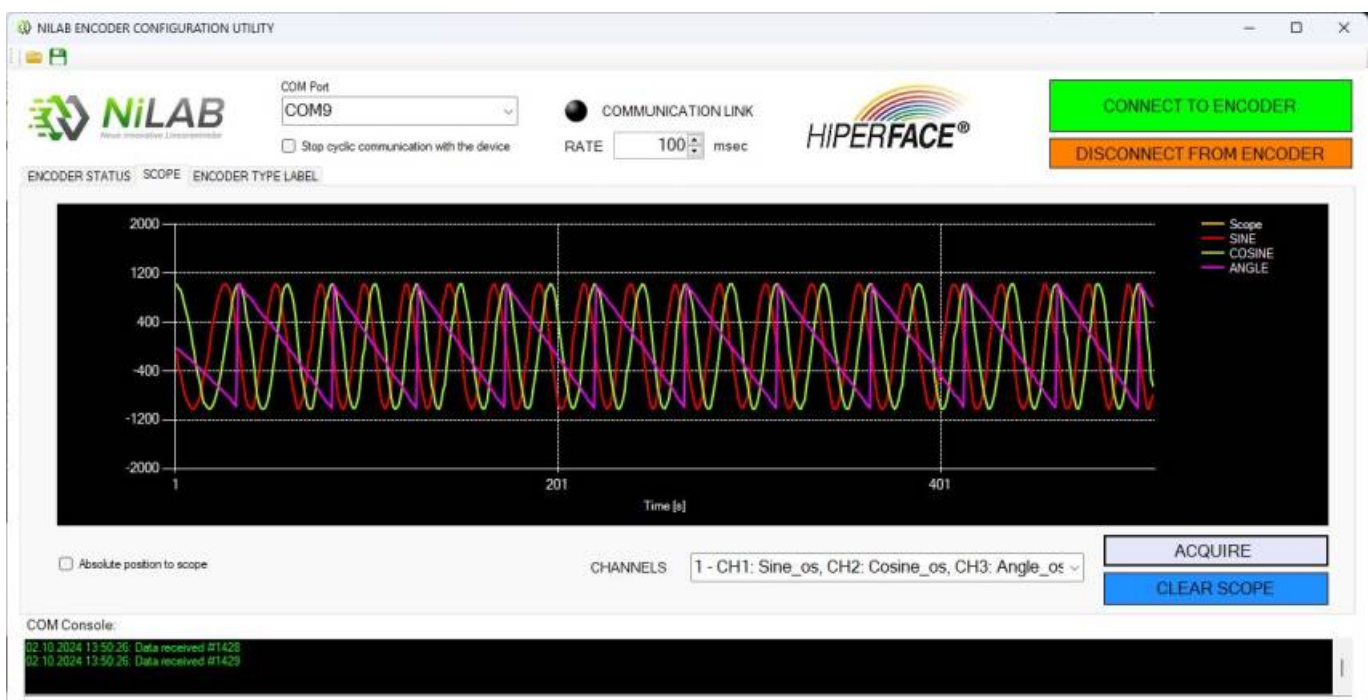 NILAB ENCODER CONFIGURATION UTILITY
NiLAB
COM Port
COM9
Stop cyclic communication with the device
COMMUNICATION LINK
RATE 100 msec
HIPERFACE®
CONNECT TO ENCODER
DISCONNECT FROM ENCODER
ENCODER STATUS SCOPE ENCODER TYPE LABEL
2000
1200
400
-400
-1200
-2000
1 201 401
Time [s]
Scope
SINE
COSINE
ANGLE
Absolute position to scope
CHANNELS 1 - CH1: Sine_os, CH2: Cosine_os, CH3: Angle_os
ACQUIRE
CLEAR SCOPE
COM Console:
02.10.2024 13:50:26: Data received #1428
02.10.2024 13:50:26: Data received #1429